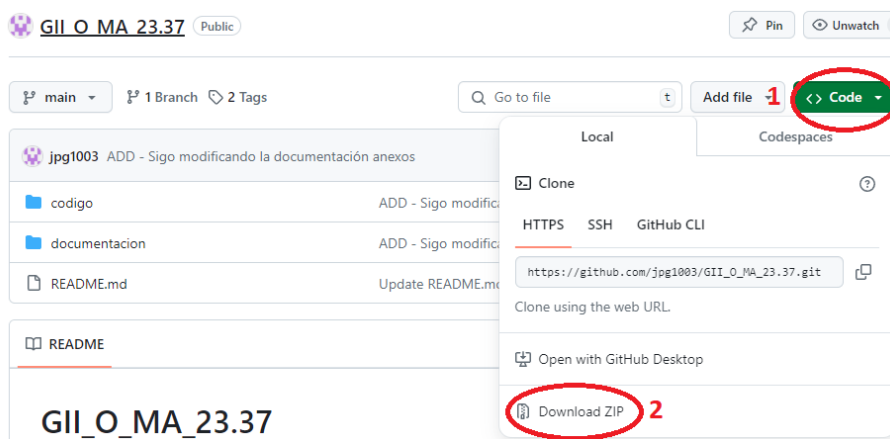 GII_O_MA_23.37 Public Pin Unwatch
main 1 Branch 2 Tags Go to file t Add file 1 <> Code
jpg1003 ADD - Sigo modificando la documentación anexos
codigo ADD - Sigo modific
documentacion ADD - Sigo modific
README.md Update README.m
README
GII_O_MA_23.37
Local Codespaces
Clone
HTTPS SSH GitHub CLI
https://github.com/jpg1003/GII_O_MA_23.37.git
Clone using the web URL.
Open with GitHub Desktop
Download ZIP 2